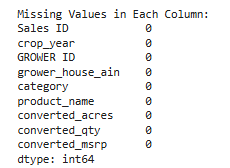 Missing Values in Each Column:
Sales ID 0
crop_year 0
GROWER ID 0
grower_house_ain 0
category 0
product_name 0
converted_acres 0
converted_qty 0
converted_msrp 0
dtype: int64